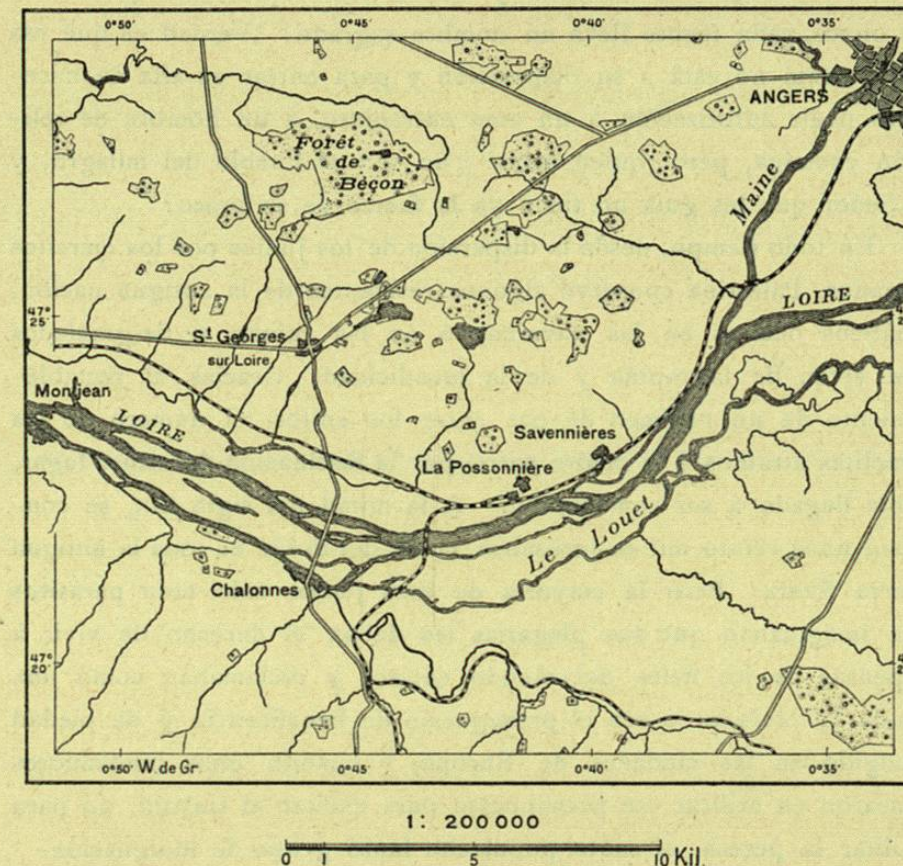 0°50' 0°45' 0°40' 0°35'
ANGERS
Forêt
de
Bécon
Maine
47°
25'
LOIRE
St Georges
sur Loire
Montjean
LOIRE
Savennières
La Possonnière
Le Louet
Chalonnes
47°
20'
0°50' W. de Gr. 0°45' 0°40' 0°35'
1: 200 000
0 5 10 Kil.